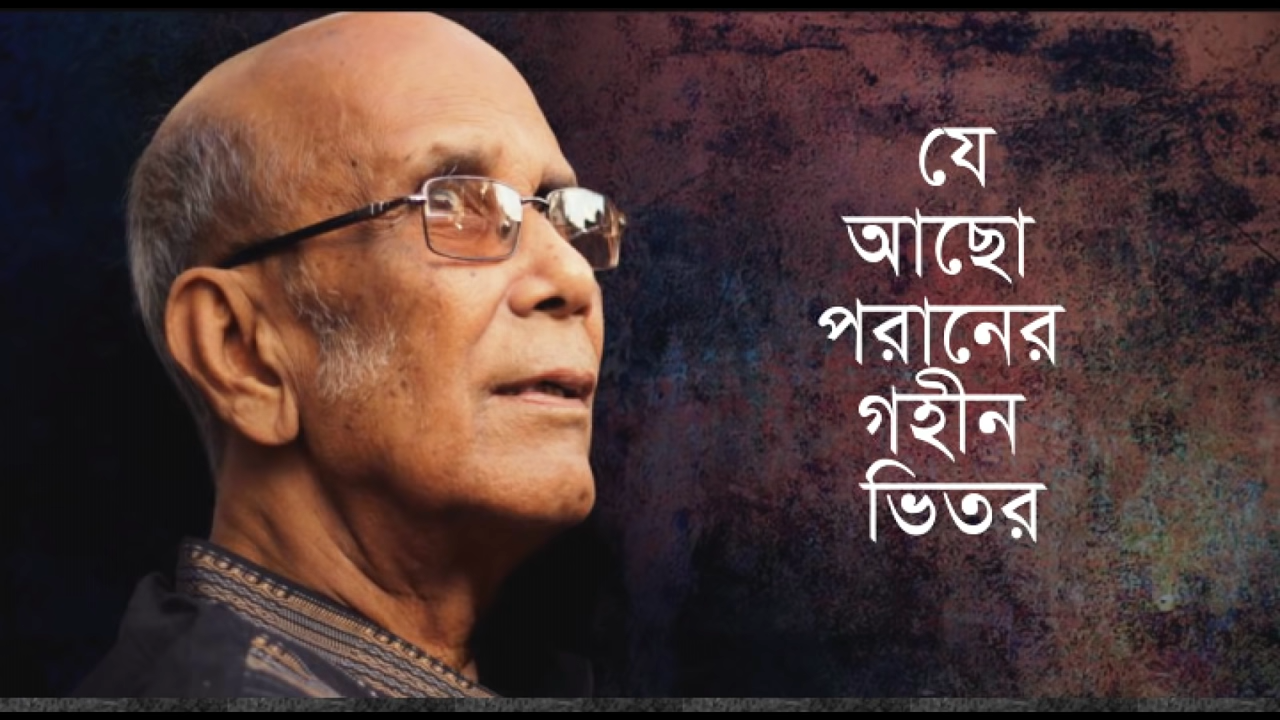 যে
আছো
পরানের
গহীন
ভিতর